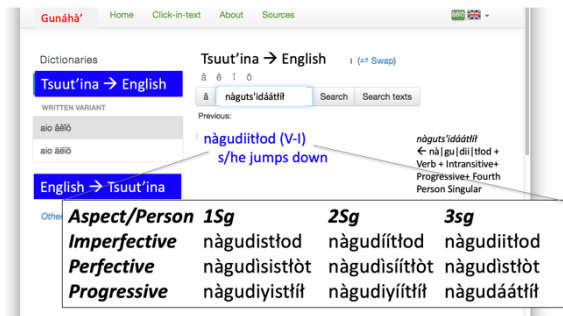 Gunáhà' Home Click-in-text About Sources
Dictionaries
Tsuut'ina → English
WRITTEN VARIANT
aio âêîô
aio āēīō
English → Tsuut'ina
Other
Tsuut'ina → English I (⇄ Swap)
â ê î ô
â nàguts'idáátłíł Search Search texts
Previous:
nàgudiitłod (V-I)
s/he jumps down
nàguts'idáátłíł
← nà|gu|dii|tłod +
Verb + Intransitive+
Progressive+ Fourth
Person Singular
Aspect/Person 1Sg 2Sg 3sg
Imperfective nàgudistłod nàgudíítłod nàgudiitłod
Perfective nàgudìsistłòt nàgudìsíítłòt nàgudìstłòt
Progressive nàgudiyistłíł nàgudiyíítłíł nàgudáátłíł